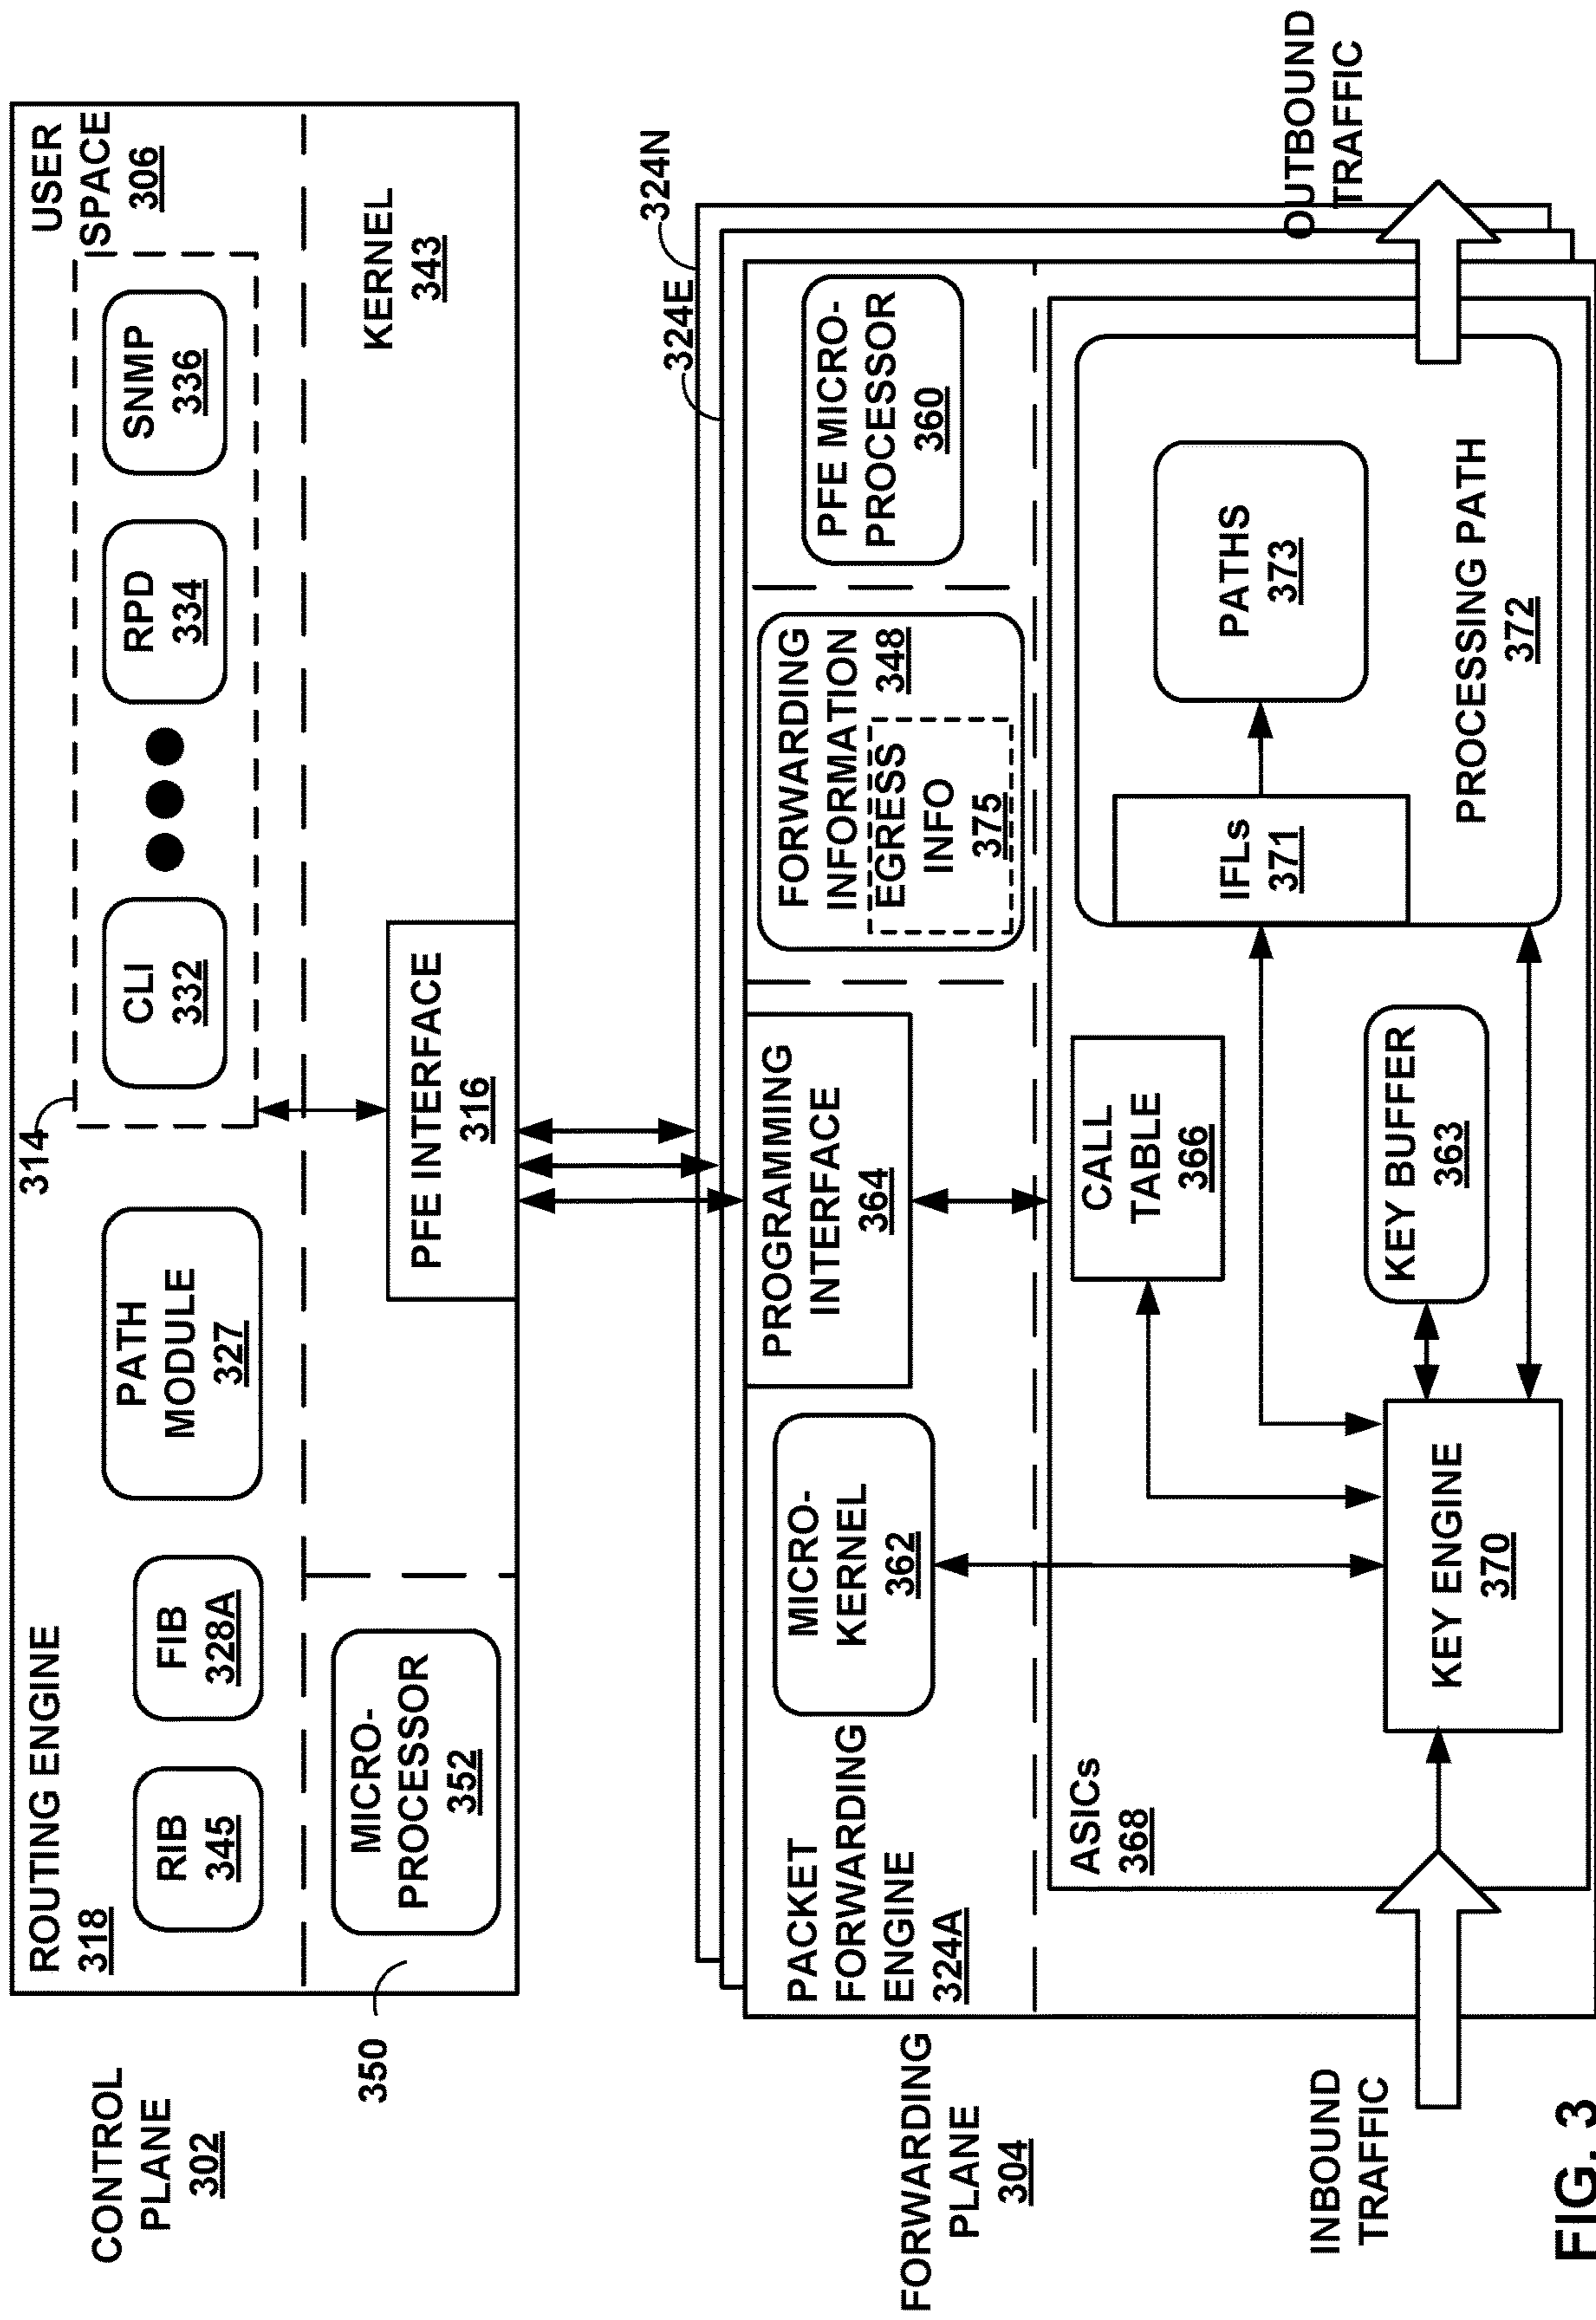 CONTROL
PLANE
302
ROUTING ENGINE
318
RIB
345
FIB
328A
PATH
MODULE
327
314
CLI
332
RPD
334
SNMP
336
USER
SPACE
306
350
MICRO-
PROCESSOR
352
PFE INTERFACE
316
KERNEL
343
324E
324N
FORWARDING
PLANE
304
PACKET
FORWARDING
ENGINE
324A
MICRO-
KERNEL
362
PROGRAMMING
INTERFACE
364
FORWARDING
INFORMATION
348
EGRESS
INFO
375
PFE MICRO-
PROCESSOR
360
ASICs
368
CALL
TABLE
366
KEY BUFFER
363
KEY ENGINE
370
IFLs
371
PATHS
373
PROCESSING PATH
372
INBOUND
TRAFFIC
OUTBOUND
TRAFFIC
FIG. 3